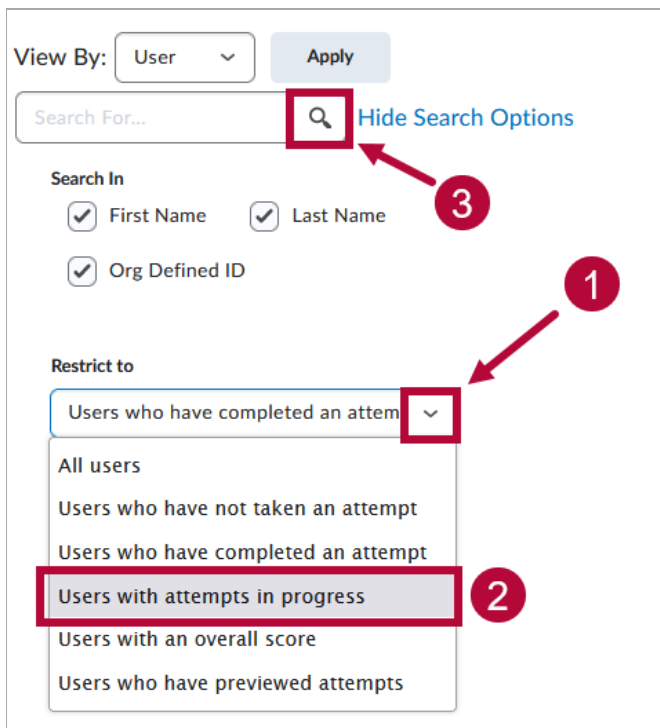 View By: User Apply
Search For... Hide Search Options
3
Search In
First Name Last Name
Org Defined ID
1
Restrict to
Users who have completed an attem
All users
Users who have not taken an attempt
Users who have completed an attempt
Users with attempts in progress 2
Users with an overall score
Users who have previewed attempts